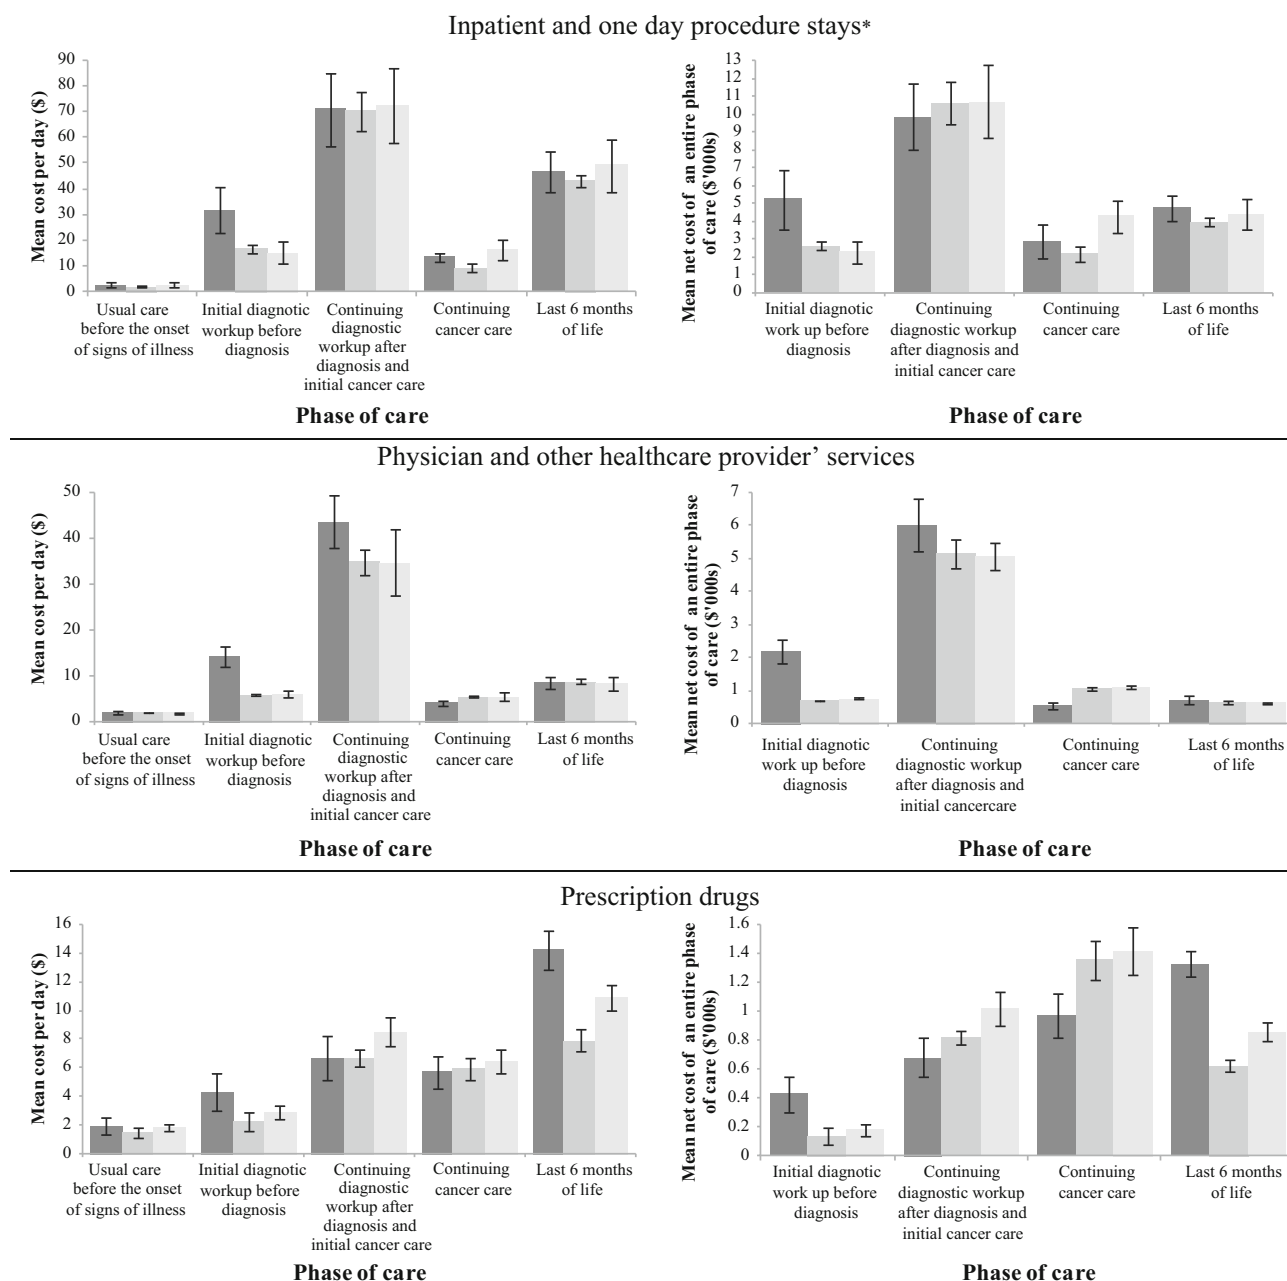 Inpatient and one day procedure stays*
Mean cost per day ($)
90
80
70
60
50
40
30
20
10
0
Usual care
before the onset
of signs of illness
Initial diagnotic
workup before
diagnosis
Continuing
diagnostic
workup after
diagnosis and
initial cancer care
Continuing
cancer care
Last 6 months
of life
Phase of care
Mean net cost of an entire phase
of care ($'000s)
13
12
11
10
9
8
7
6
5
4
3
2
1
0
Initial diagnotic
work up before
diagnosis
Continuing
diagnostic workup
after diagnosis and
initial cancer care
Continuing
cancer care
Last 6 months
of life
Phase of care
Physician and other healthcare provider' services
Mean cost per day ($)
50
40
30
20
10
0
Usual care
before the onset
of signs of illness
Initial diagnotic
workup before
diagnosis
Continuing
diagnostic
workup after
diagnosis and
initial cancer care
Continuing
cancer care
Last 6 months
of life
Phase of care
Mean net cost of an entire phase
of care ($'000s)
7
6
5
4
3
2
1
0
Initial diagnotic
work up before
diagnosis
Continuing
diagnostic workup
after diagnosis and
initial cancercare
Continuing
cancer care
Last 6 months
of life
Phase of care
Prescription drugs
Mean cost per day ($)
16
14
12
10
8
6
4
2
0
Usual care
before the onset
of signs of illness
Initial diagnotic
workup before
diagnosis
Continuing
diagnostic
workup after
diagnosis and
initial cancer care
Continuing
cancer care
Last 6 months
of life
Phase of care
Mean net cost of an entire phase
of care ($'000s)
1.6
1.4
1.2
1
0.8
0.6
0.4
0.2
0
Initial diagnotic
work up before
diagnosis
Continuing
diagnostic workup
after diagnosis and
initial cancer care
Continuing
cancer care
Last 6 months
of life
Phase of care